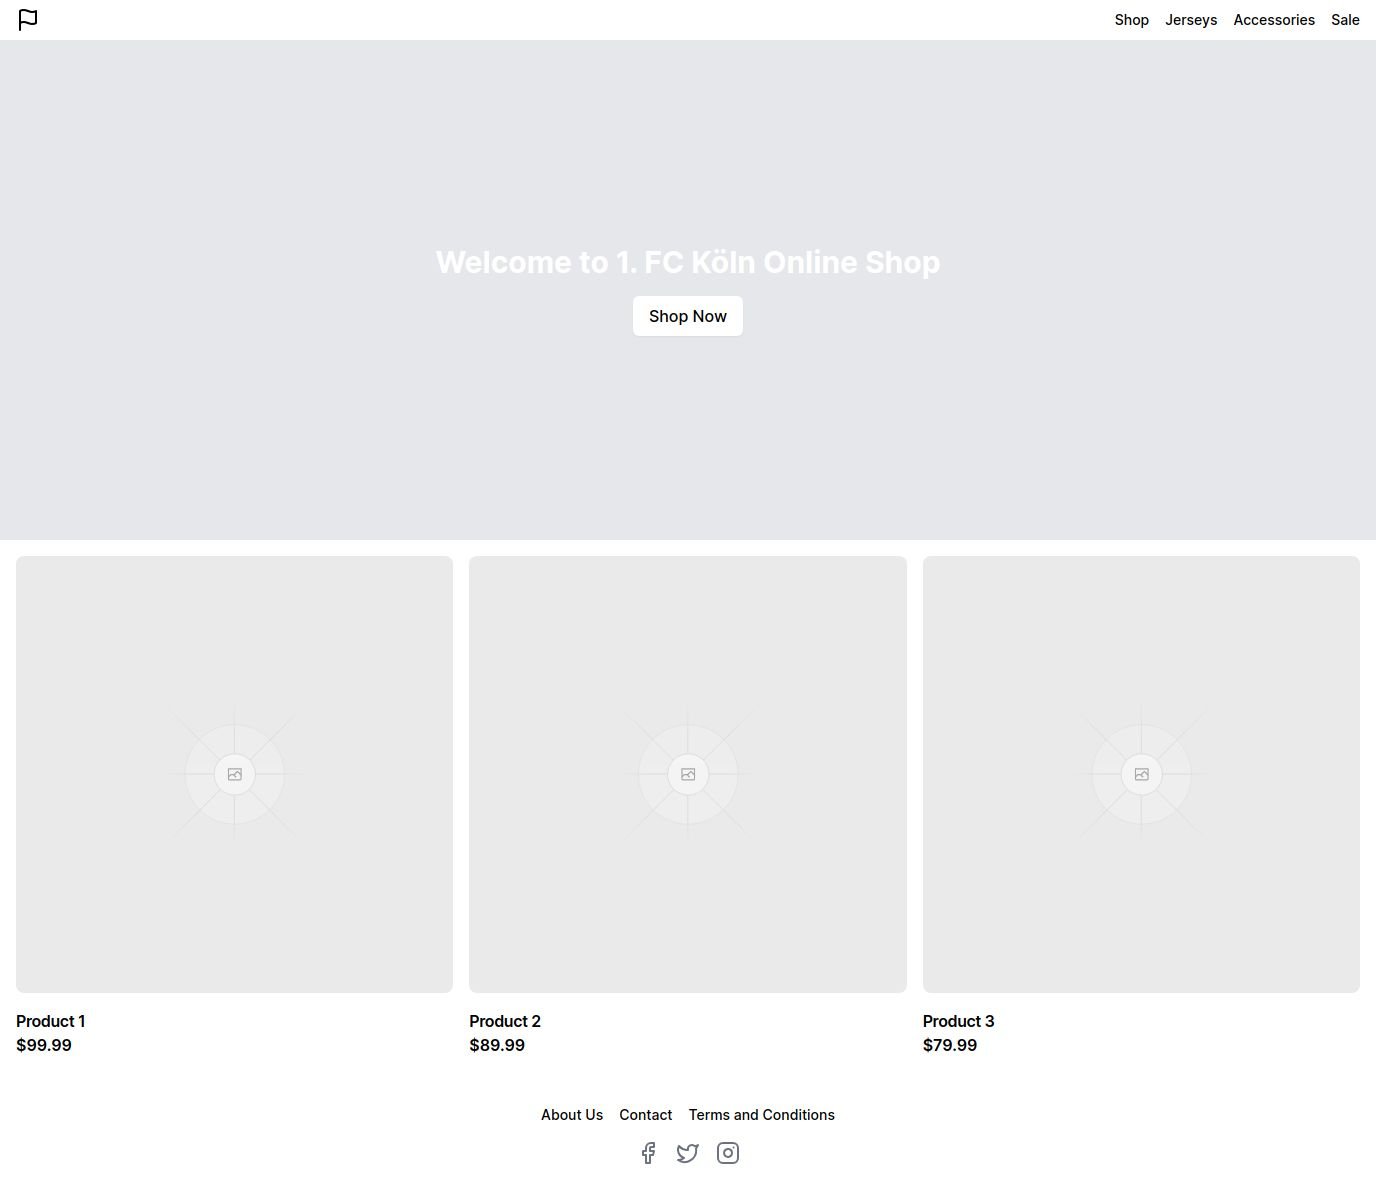 Shop Jerseys Accessories Sale
Welcome to 1. FC Köln Online Shop
Shop Now
Product 1
$99.99
Product 2
$89.99
Product 3
$79.99
About Us Contact Terms and Conditions